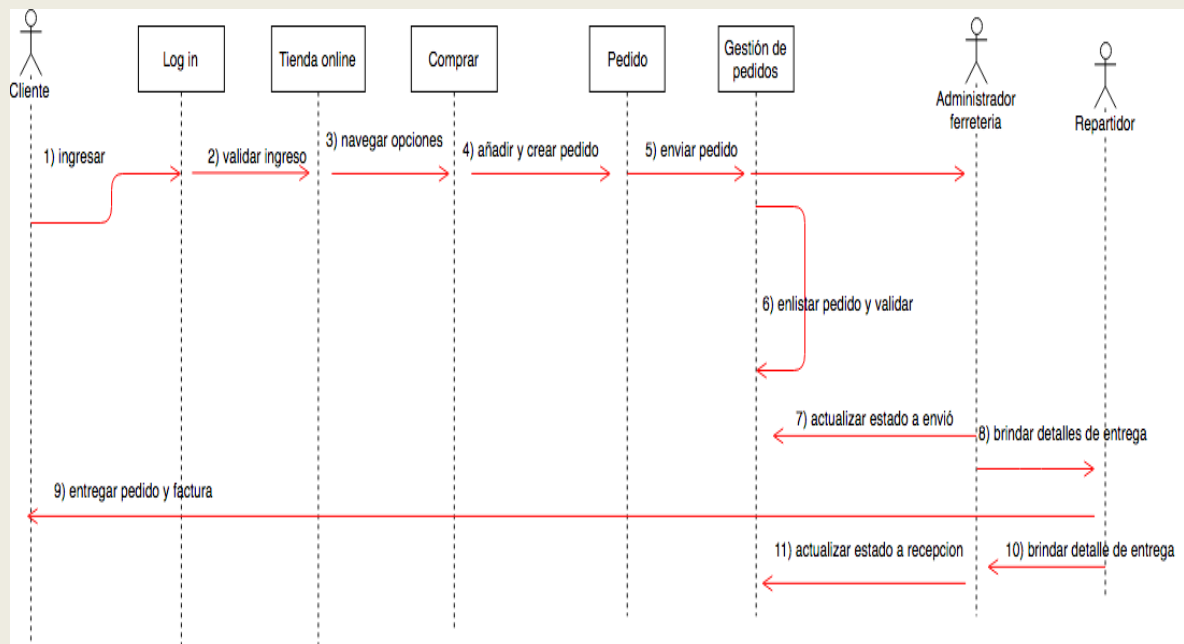 Cliente
Log in
Tienda online
Comprar
Pedido
Gestión de
pedidos
Administrador
ferreteria
Repartidor
1) ingresar
2) validar ingreso
3) navegar opciones
4) añadir y crear pedido
5) enviar pedido
6) enlistar pedido y validar
7) actualizar estado a envió
8) brindar detalles de entrega
9) entregar pedido y factura
11) actualizar estado a recepcion
10) brindar detalle de entrega